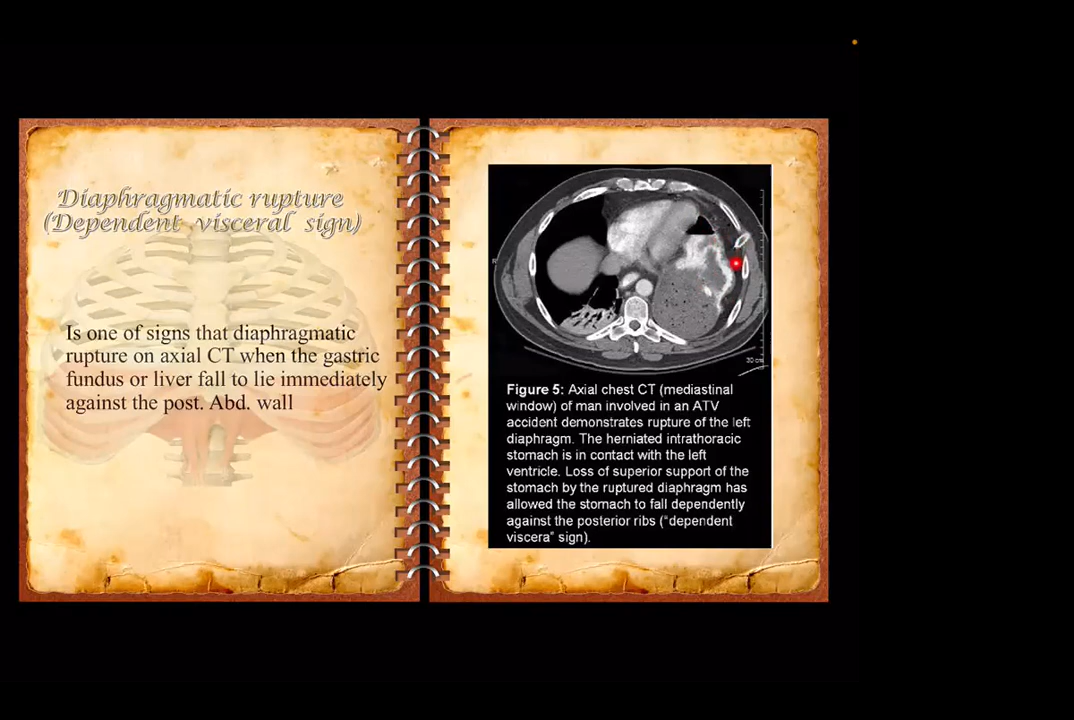 Diaphragmatic rupture
(Dependent visceral sign)
Is one of signs that diaphragmatic
rupture on axial CT when the gastric
fundus or liver fall to lie immediately
against the post. Abd. wall
R
30 cm
Figure 5: Axial chest CT (mediastinal
window) of man involved in an ATV
accident demonstrates rupture of the left
diaphragm. The herniated intrathoracic
stomach is in contact with the left
ventricle. Loss of superior support of the
stomach by the ruptured diaphragm has
allowed the stomach to fall dependently
against the posterior ribs ("dependent
viscera" sign).